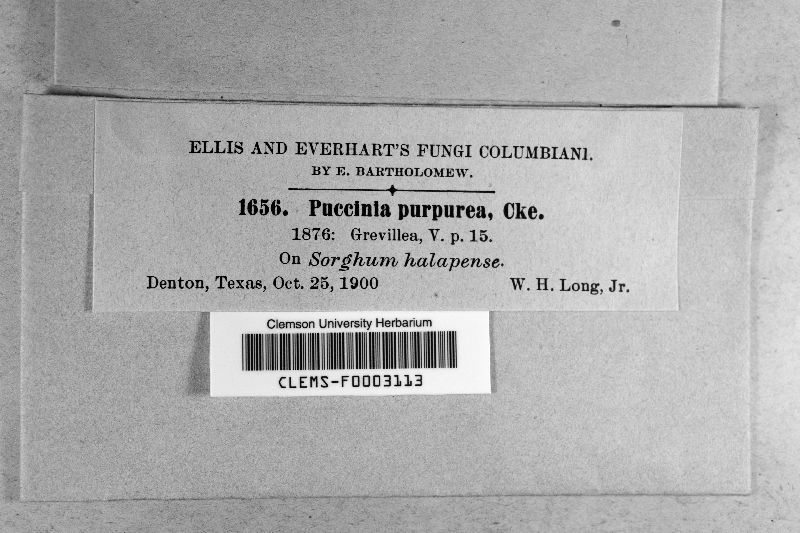 ELLIS AND EVERHART'S FUNGI COLUMBIANI.
BY E. BARTHOLOMEW.
1656. Puccinia purpurea, Cke.
1876: Grevillea, V. p. 15.
On Sorghum halapense.
Denton, Texas, Oct. 25, 1900 W. H. Long, Jr.
Clemson University Herbarium
CLEMS-F0003113